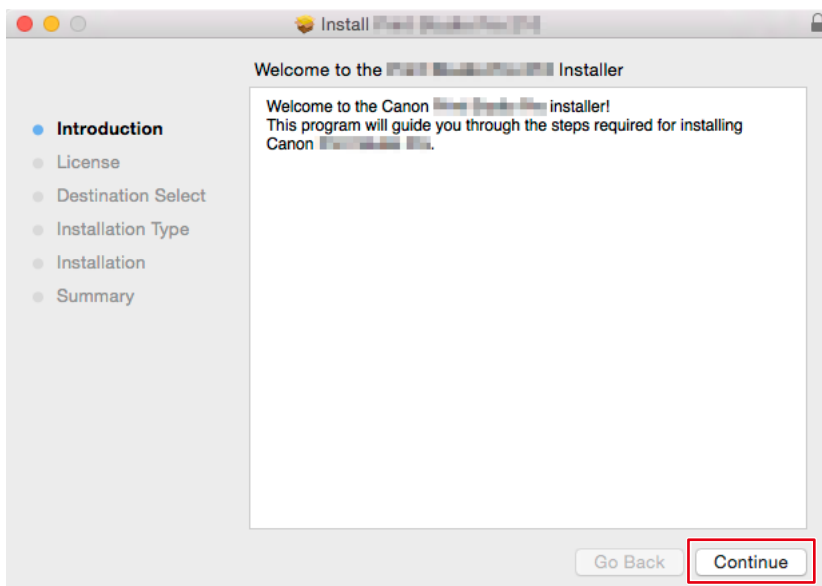 Install
Welcome to the Installer
Welcome to the Canon installer!
This program will guide you through the steps required for installing
Canon .
Introduction
License
Destination Select
Installation Type
Installation
Summary
Go Back
Continue